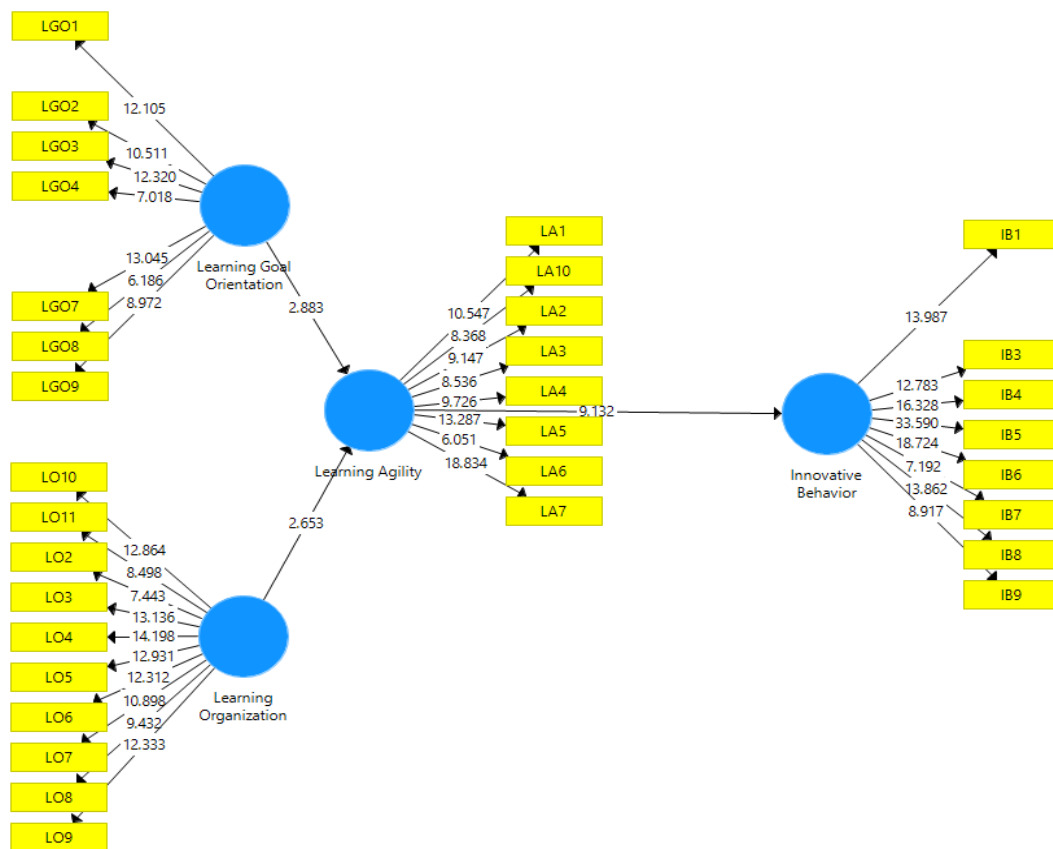 LGO1
LGO2
LGO3
LGO4
LGO7
LGO8
LGO9
12.105
10.511
12.320
7.018
13.045
6.186
8.972
Learning Goal
Orientation
2.883
LO10
LO11
LO2
LO3
LO4
LO5
LO6
LO7
LO8
LO9
12.864
8.498
7.443
13.136
14.198
12.931
12.312
10.898
9.432
12.333
Learning
Organization
2.653
Learning Agility
LA1
LA10
LA2
LA3
LA4
LA5
LA6
LA7
10.547
8.368
9.147
8.536
9.726
13.287
6.051
18.834
9.132
Innovative
Behavior
13.987
12.783
16.328
33.590
18.724
7.192
13.862
8.917
IB1
IB3
IB4
IB5
IB6
IB7
IB8
IB9